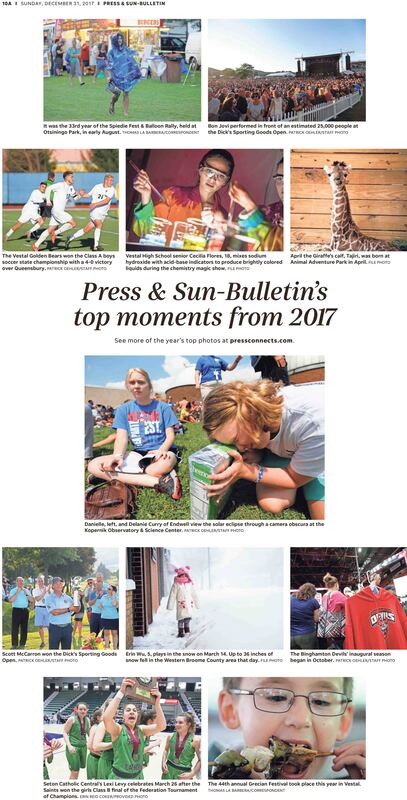 10A | SUNDAY, DECEMBER 31, 2017 | PRESS & SUN-BULLETIN
BURGERS
It was the 33rd year of the Spiedie Fest & Balloon Rally, held at
Otsiningo Park, in early August. THOMAS LA BARBERA/CORRESPONDENT
Bon Jovi performed in front of an estimated 25,000 people at
the Dick's Sporting Goods Open. PATRICK OEHLER/STAFF PHOTO
The Vestal Golden Bears won the Class A boys
soccer state championship with a 4-0 victory
over Queensbury. PATRICK OEHLER/STAFF PHOTO
Vestal High School senior Cecilia Flores, 18, mixes sodium
hydroxide with acid-base indicators to produce brightly colored
liquids during the chemistry magic show. FILE PHOTO
April the Giraffe's calf, Tajiri, was born at
Animal Adventure Park in April. FILE PHOTO
Press & Sun-Bulletin's
top moments from 2017
See more of the year's top photos at pressconnects.com.
Danielle, left, and Delanie Curry of Endwell view the solar eclipse through a camera obscura at the
Kopernik Observatory & Science Center. PATRICK OEHLER/STAFF PHOTO
Scott McCarron won the Dick's Sporting Goods
Open. PATRICK OEHLER/STAFF PHOTO
Erin Wu, 5, plays in the snow on March 14. Up to 36 inches of
snow fell in the Western Broome County area that day. FILE PHOTO
DEVILS
The Binghamton Devils' inaugural season
began in October. PATRICK OEHLER/STAFF PHOTO
Seton Catholic Central's Lexi Levy celebrates March 26 after the
Saints won the girls Class B final of the Federation Tournament
of Champions. ERIN REID COKER/PROVIDED PHOTO
The 44th annual Grecian Festival took place this year in Vestal.
THOMAS LA BARBERA/CORRESPONDENT